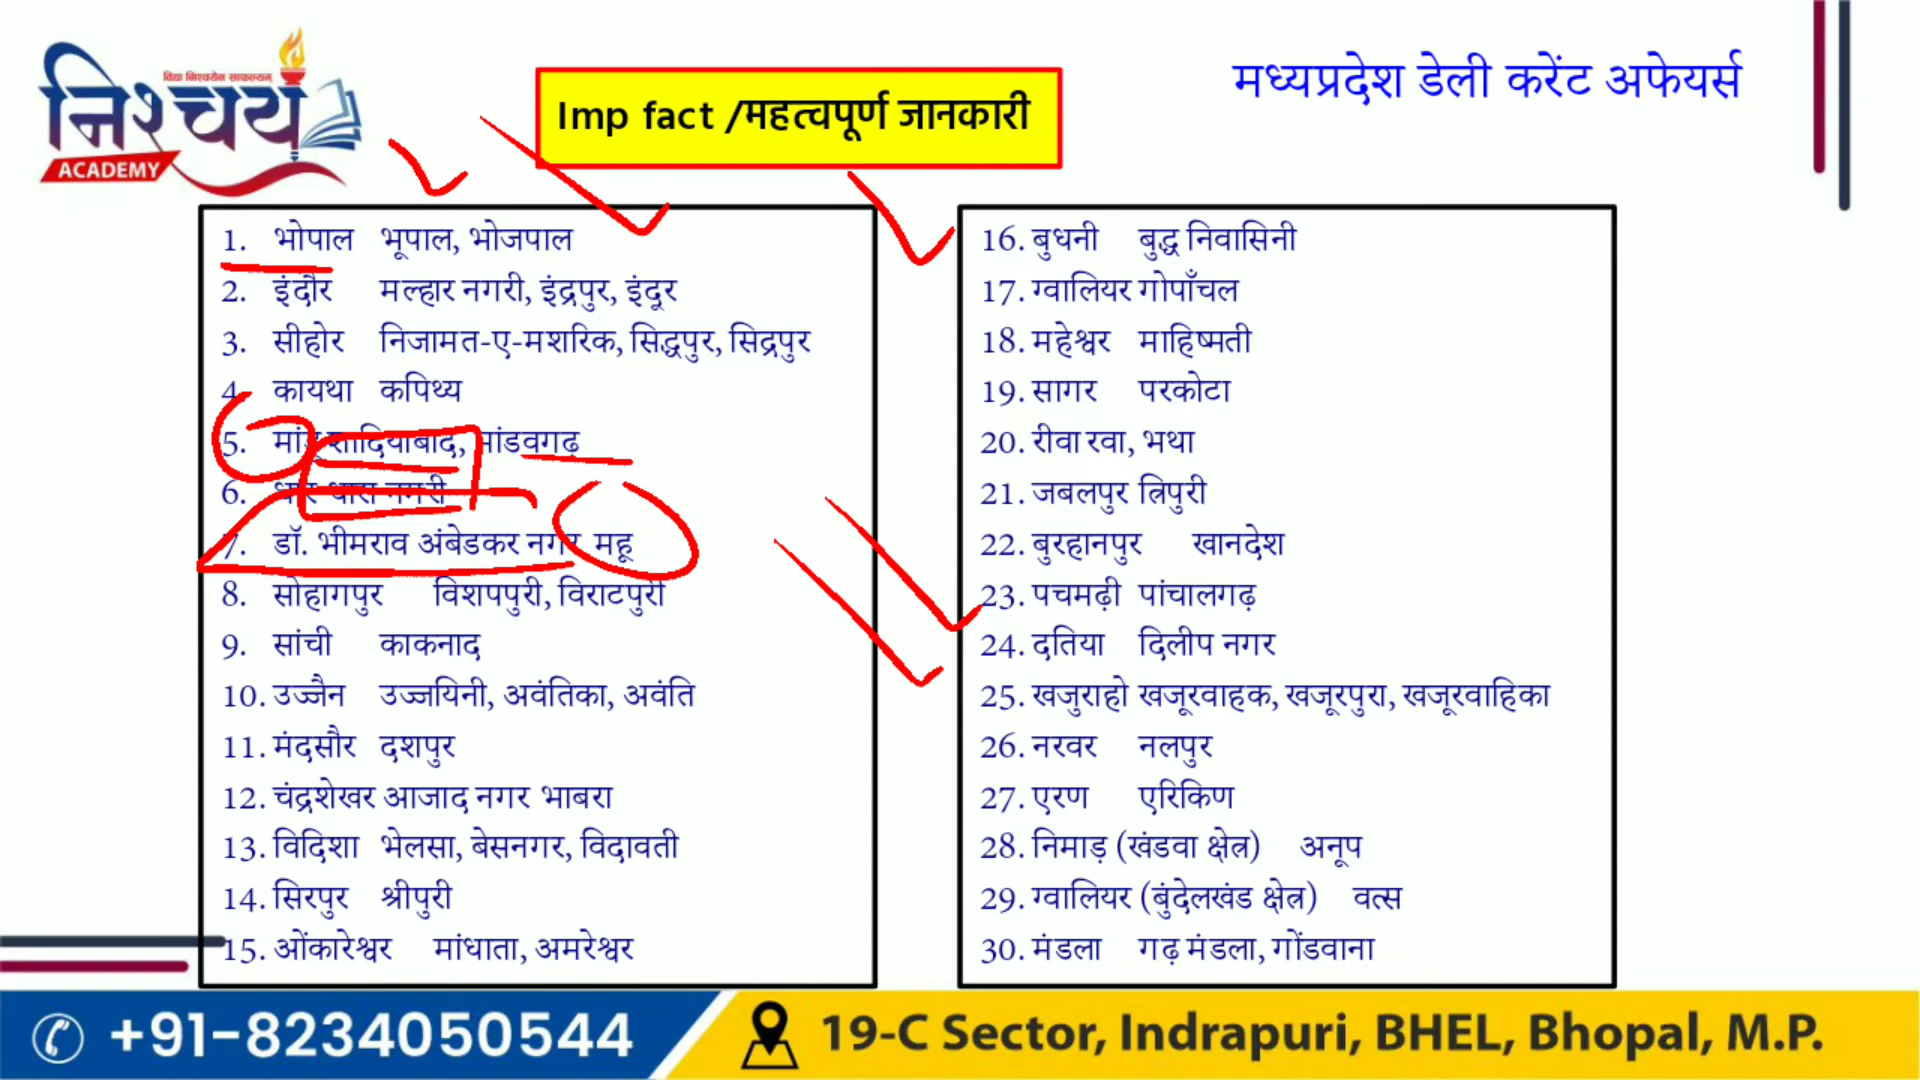 विद्या निश्चयेन साकल्यम्
निश्चय
ACADEMY
Imp fact /महत्वपूर्ण जानकारी
मध्यप्रदेश डेली करेंट अफेयर्स
1. भोपाल भूपाल, भोजपाल
2. इंदौर मल्हार नगरी, इंद्रपुर, इंदूर
3. सीहोर निजामत-ए-मशरिक, सिद्धपुर, सिद्रपुर
4. कायथा कपिथ्य
5. मांडू शादियाबाद, मांडवगढ़
6. धार धारा नगरी
7. डॉ. भीमराव अंबेडकर नगर महू
8. सोहागपुर विशपपुरी, विराटपुरी
9. सांची काकनाद
10. उज्जैन उज्जयिनी, अवंतिका, अवंति
11. मंदसौर दशपुर
12. चंद्रशेखर आजाद नगर भाबरा
13. विदिशा भेलसा, बेसनगर, विदावती
14. सिरपुर श्रीपुरी
15. ओंकारेश्वर मांधाता, अमरेश्वर
16. बुधनी बुद्ध निवासिनी
17. ग्वालियर गोपाँचल
18. महेश्वर माहिष्मती
19. सागर परकोटा
20. रीवा रवा, भथा
21. जबलपुर त्रिपुरी
22. बुरहानपुर खानदेश
23. पचमढ़ी पांचालगढ़
24. दतिया दिलीप नगर
25. खजुराहो खजूरवाहक, खजूरपुरा, खजूरवाहिका
26. नरवर नलपुर
27. एरण एरिकिण
28. निमाड़ (खंडवा क्षेत्र) अनूप
29. ग्वालियर (बुंदेलखंड क्षेत्र) वत्स
30. मंडला गढ़ मंडला, गोंडवाना
+91-8234050544
19-C Sector, Indrapuri, BHEL, Bhopal, M.P.